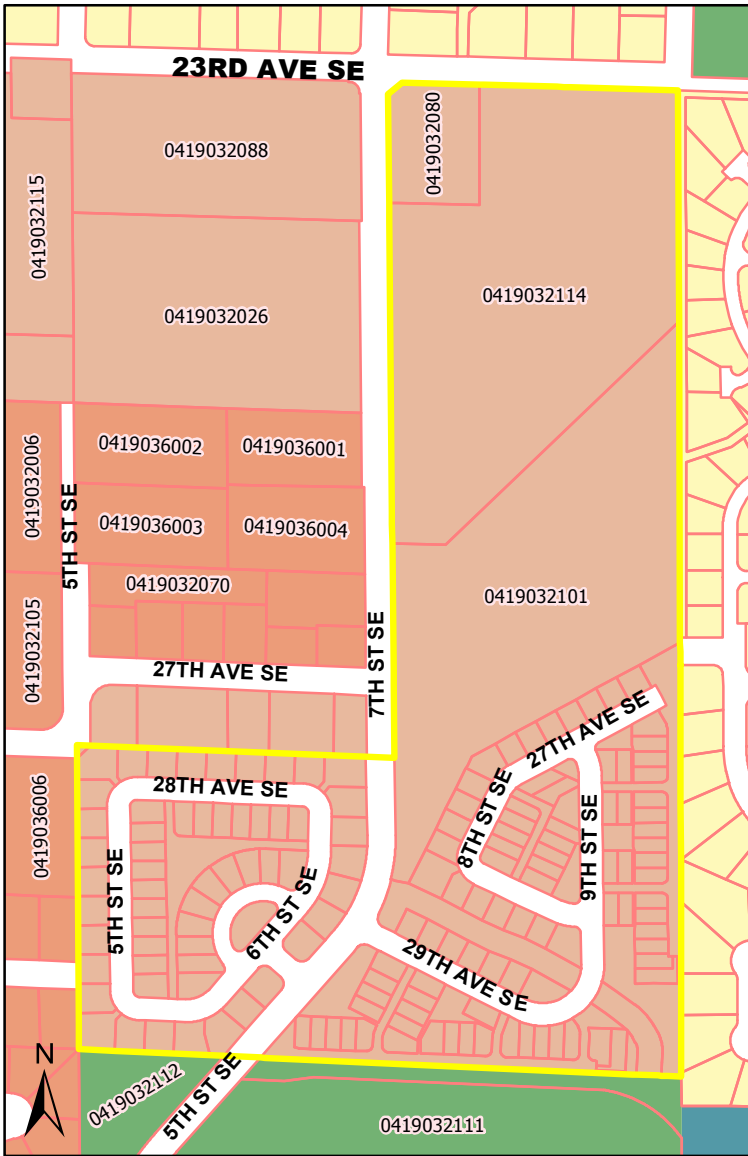 23RD AVE SE
0419032080
0419032088
0419032115
0419032114
0419032026
0419036002
0419036001
0419032006
5TH ST SE
0419036003
0419036004
0419032070
0419032101
0419032105
7TH ST SE
27TH AVE SE
27TH AVE SE
28TH AVE SE
8TH ST SE
0419036006
9TH ST SE
5TH ST SE
6TH ST SE
29TH AVE SE
N
0419032112
5TH ST SE
0419032111